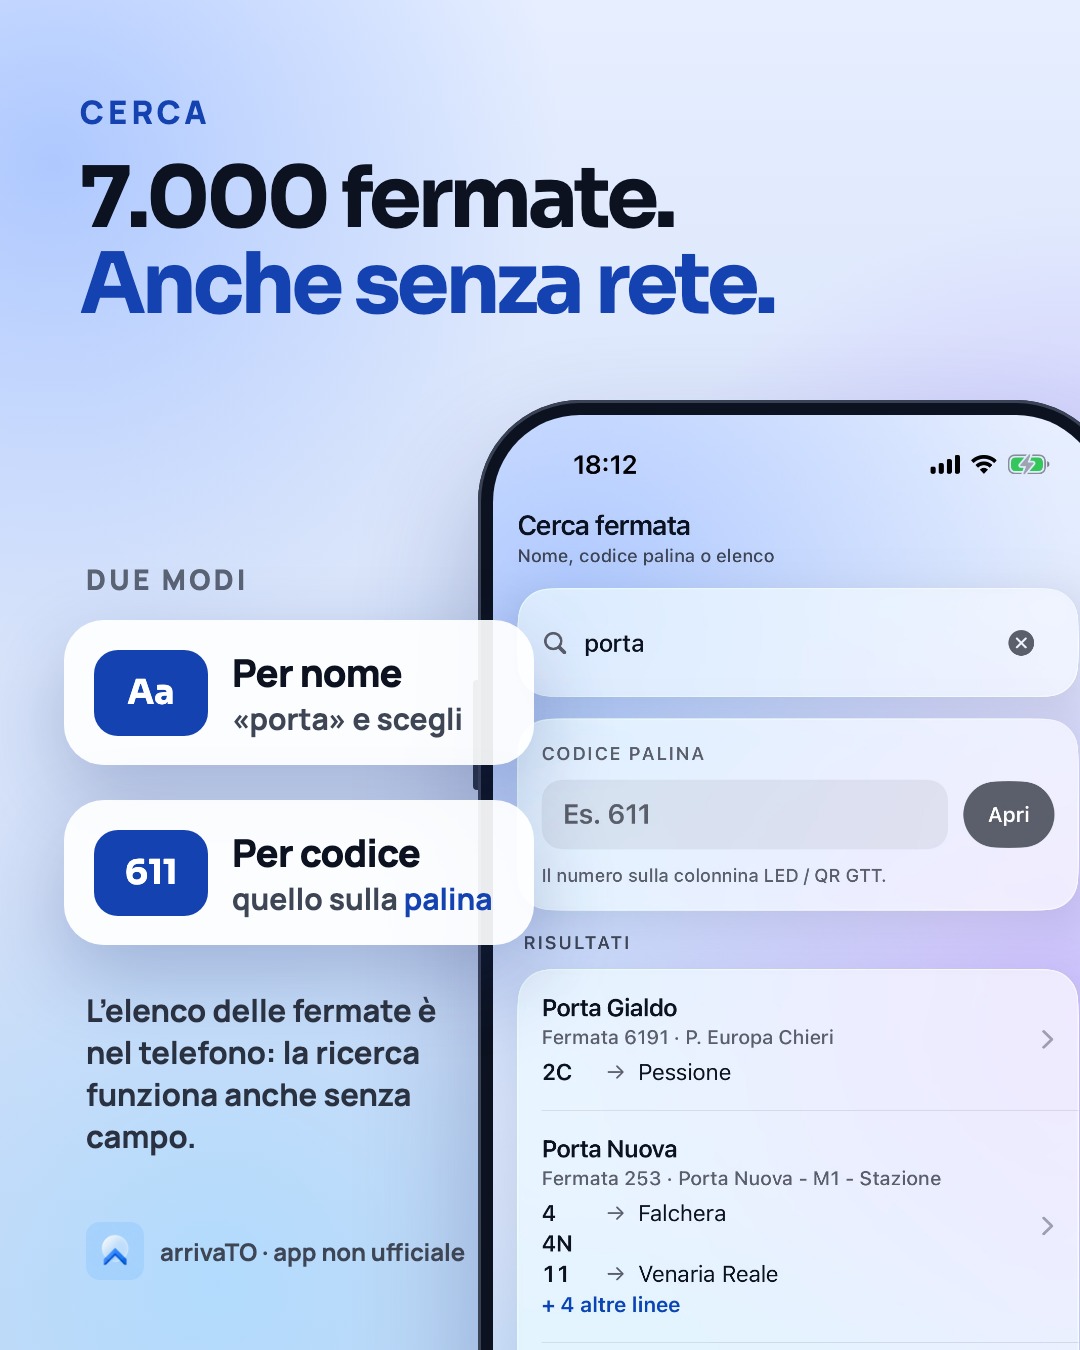 CERCA
7.000 fermate.
Anche senza rete.
DUE MODI
Aa
Per nome
«porta» e scegli
611
Per codice
quello sulla palina
L’elenco delle fermate è
nel telefono: la ricerca
funziona anche senza
campo.
arrivaTO · app non ufficiale
18:12
Cerca fermata
Nome, codice palina o elenco
porta
CODICE PALINA
Es. 611
Apri
Il numero sulla colonnina LED / QR GTT.
RISULTATI
Porta Gialdo
Fermata 6191 · P. Europa Chieri
2C → Pessione
Porta Nuova
Fermata 253 · Porta Nuova - M1 - Stazione
4 → Falchera
4N
11 → Venaria Reale
+ 4 altre linee